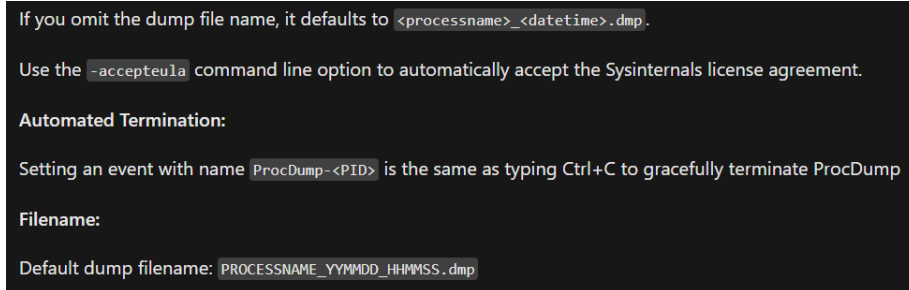 If you omit the dump file name, it defaults to <processname>_<datetime>.dmp.
Use the -accepteula command line option to automatically accept the Sysinternals license agreement.
Automated Termination:
Setting an event with name ProcDump-<PID> is the same as typing Ctrl+C to gracefully terminate ProcDump
Filename:
Default dump filename: PROCESSNAME_YYMMDD_HHMMSS.dmp